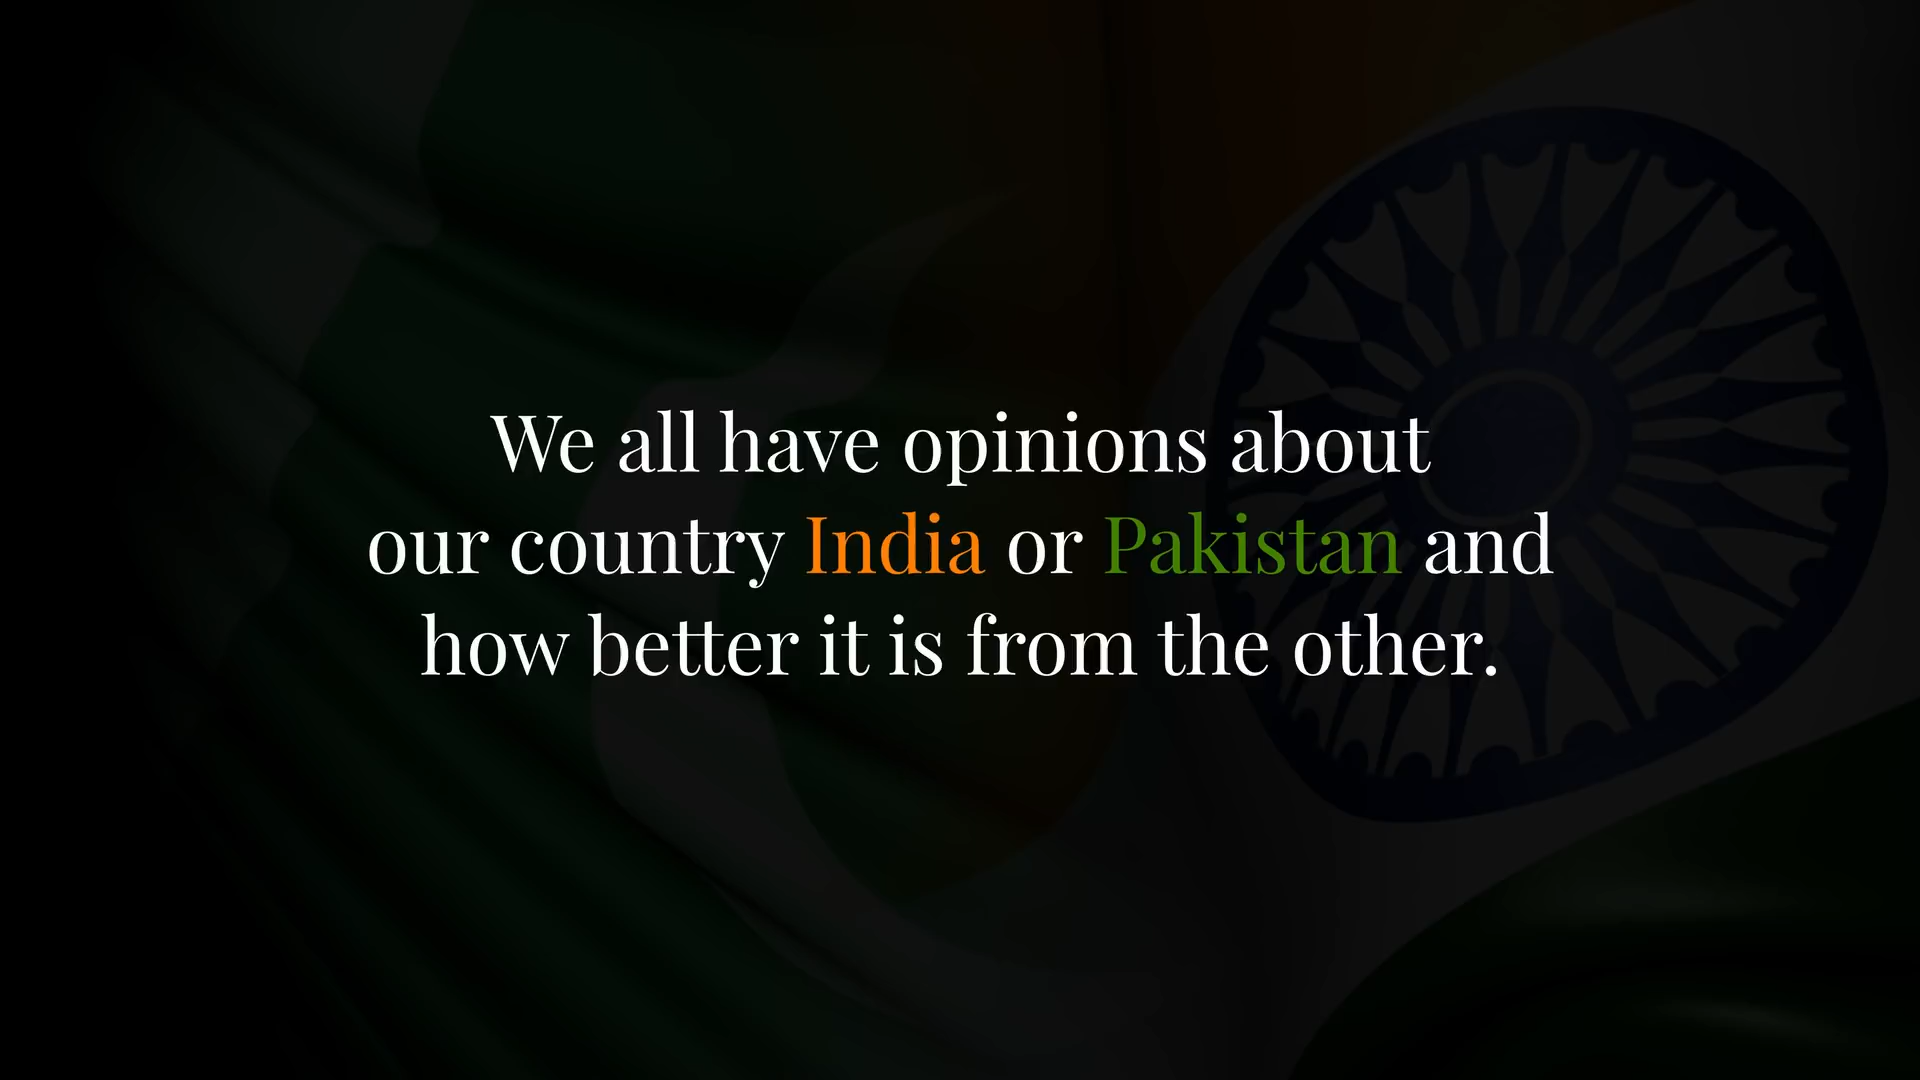 We all have opinions about
our country India or Pakistan and
how better it is from the other.